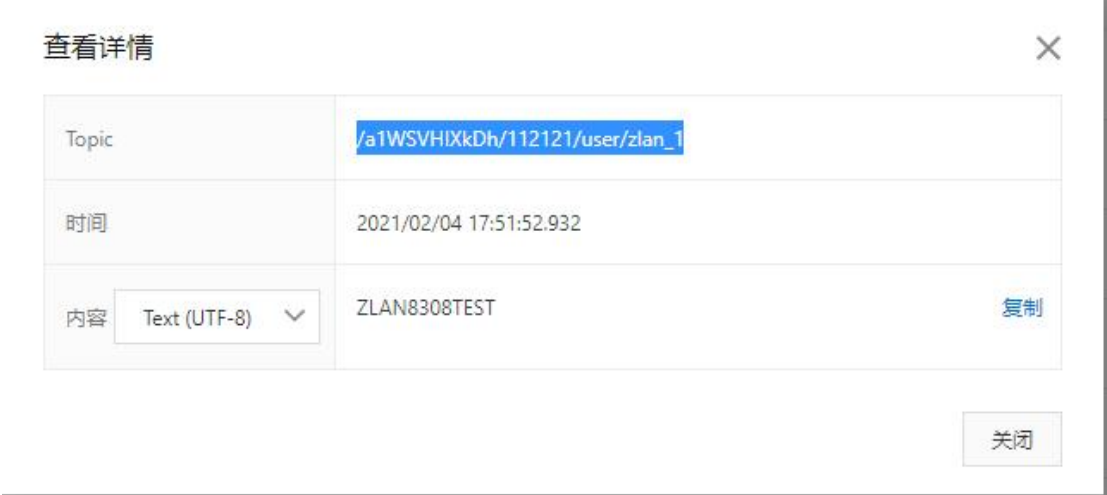 查看详情
Topic /a1WSVHlXkDh/112121/user/zlan_1
时间 2021/02/04 17:51:52.932
内容 Text (UTF-8) ZLAN8308TEST 复制
关闭